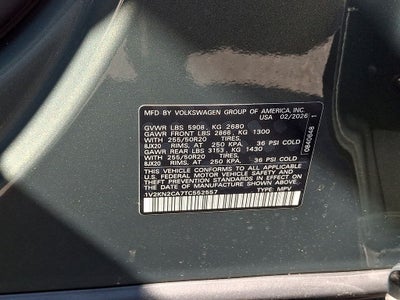 MFD BY VOLKSWAGEN GROUP OF AMERICA, INC.
USA 02/2026
GVWR LBS 5908, KG 2680
GAWR FRONT LBS 2866, KG 1300
WITH 255/50R20 TIRES,
8JX20 RIMS, AT 250 KPA, 36 PSI COLD
GAWR REAR LBS 3153, KG 1430
WITH 255/50R20 TIRES,
8JX20 RIMS, AT 250 KPA, 36 PSI COLD
THIS VEHICLE CONFORMS TO ALL APPLICABLE
U.S. FEDERAL MOTOR VEHICLE SAFETY AND
THEFT PREVENTION STANDARDS IN EFFECT ON THE
DATE OF MANUFACTURE SHOWN ABOVE.
1V2KN2CA7TC552557 TYPE: MPV